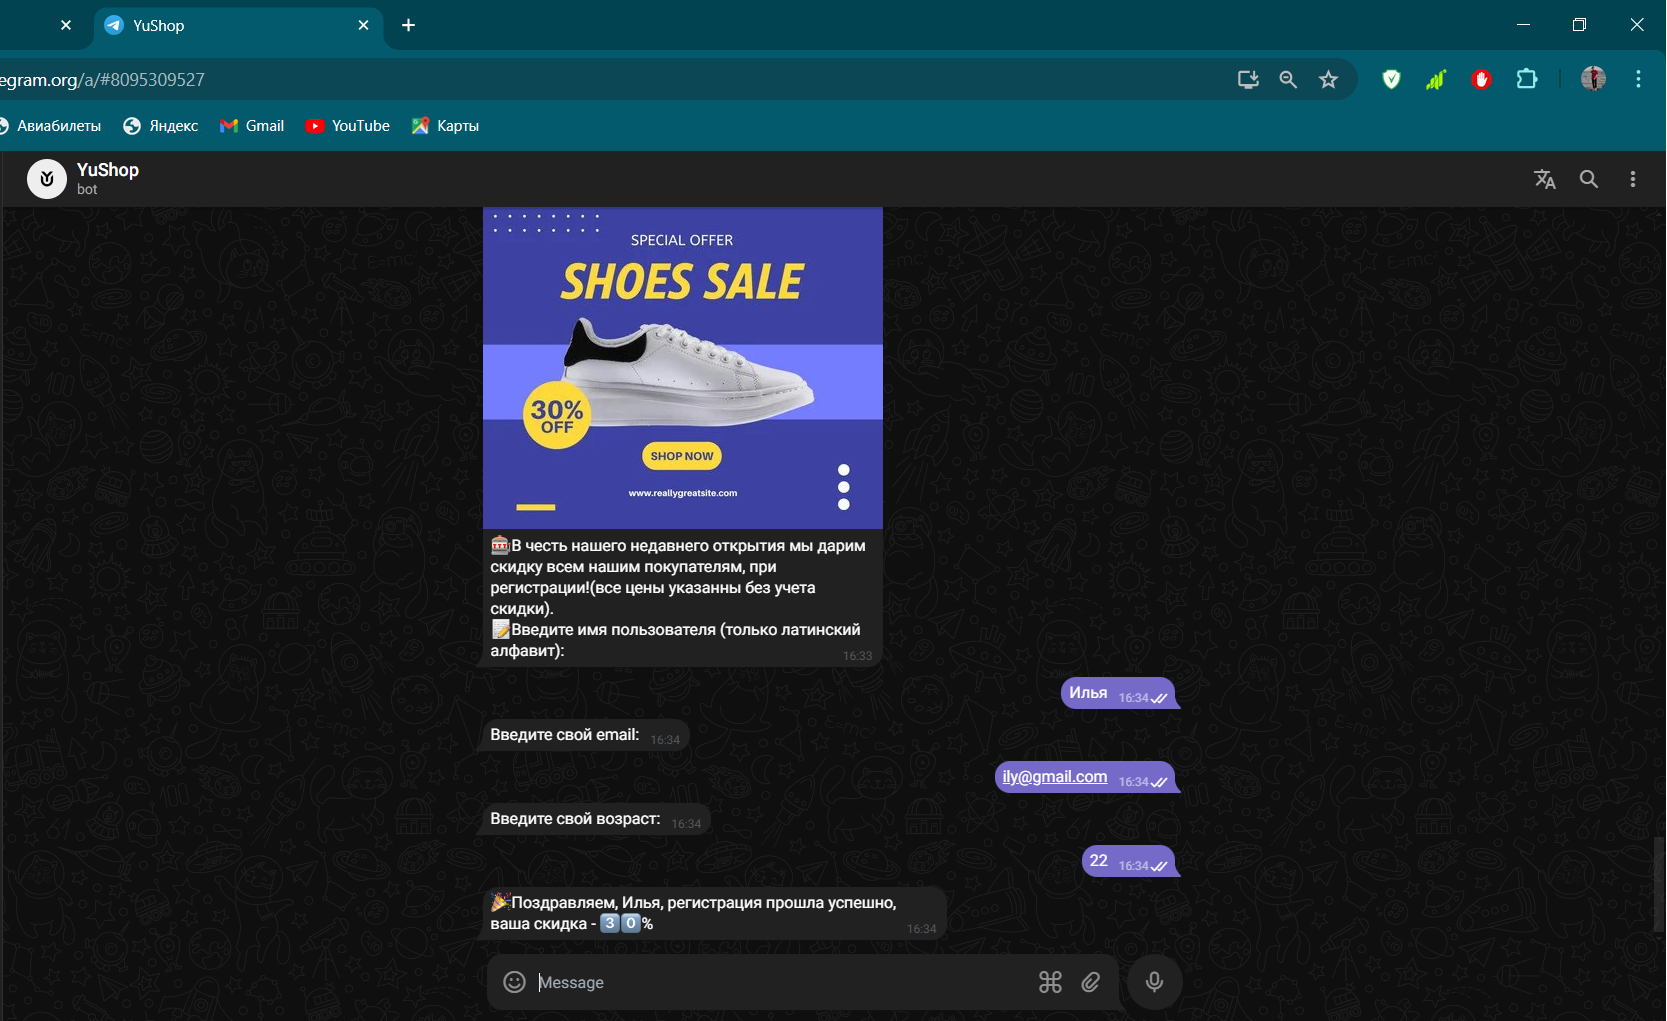 YuShop
egram.org/a/#8095309527
Авиабилеты
Яндекс
Gmail
YouTube
Карты
YuShop
bot
SPECIAL OFFER
SHOES SALE
30%
OFF
SHOP NOW
www.reallygreatsite.com
🎰В честь нашего недавнего открытия мы дарим
скидку всем нашим покупателям, при
регистрации!(все цены указанны без учета
скидки).
📝Введите имя пользователя (только латинский
алфавит):
16:33
Илья 16:34
Введите свой email: 16:34
ily@gmail.com 16:34
Введите свой возраст: 16:34
22 16:34
🎉Поздравляем, Илья, регистрация прошла успешно,
ваша скидка - 3️⃣0️⃣%
16:34
Message